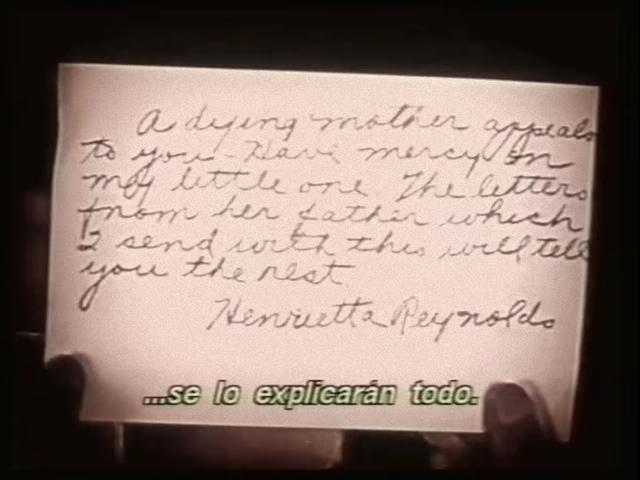 A dying mother appeals
to you - Have mercy on
my little one. The letters
from her father which
I send with this will tell
you the rest
Henrietta Reynolds
...se lo explicarán todo.